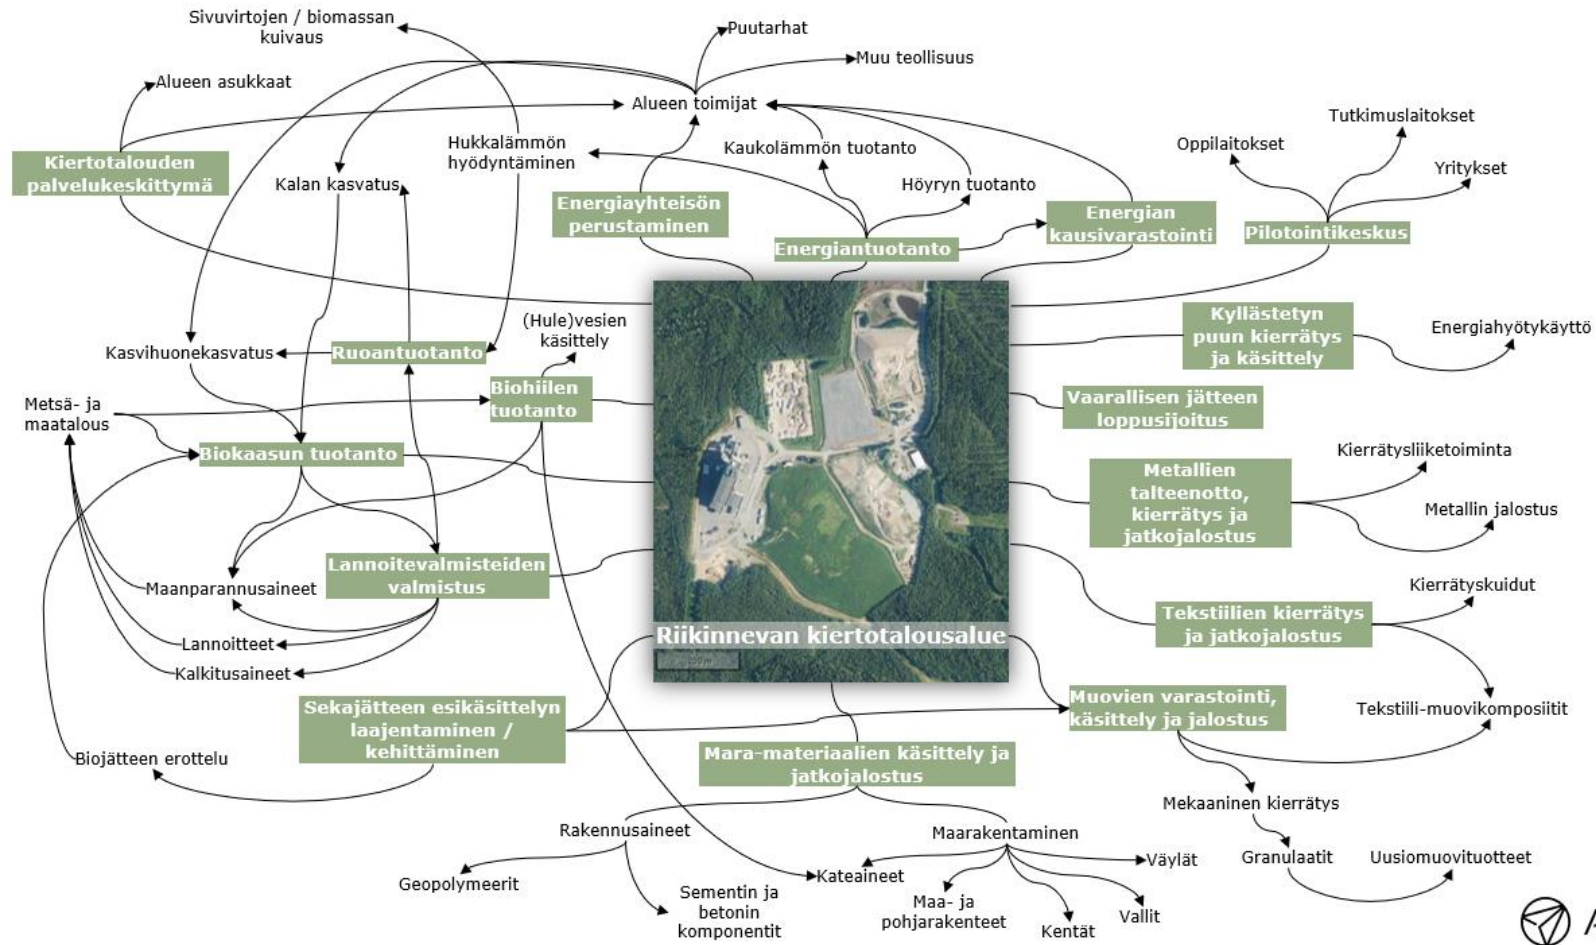 Sivuvirtojen / biomassan
kuivaus
Puutarhat
Muu teollisuus
Alueen asukkaat
Alueen toimijat
Tutkimuslaitokset
Oppilaitokset
Yritykset
Hukkalämmön
hyödyntäminen
Kaukolämmön tuotanto
Höyryn tuotanto
Kiertotalouden
palvelukeskittymä
Kalan kasvatus
Energiayhteisön
perustaminen
Energiantuotanto
Energian
kausivarastointi
Pilotointikeskus
(Hule)vesien
käsittely
Kasvihuonekasvatus
Ruoantuotanto
Kyllästetyn
puun kierrätys
ja käsittely
Energiahyötykäyttö
Metsä- ja
maatalous
Biohiilen
tuotanto
Vaarallisen jätteen
loppusijoitus
Biokaasun tuotanto
Metallien
talteenotto,
kierrätys ja
jatkojalostus
Kierrätysliiketoiminta
Metallin jalostus
Maanparannusaineet
Lannoitevalmisteiden
valmistus
Kierrätyskuidut
Tekstiilien kierrätys
ja jatkojalostus
Lannoitteet
Kalkitusaineet
Riikinnevan kiertotalousalue
Sekajätteen esikäsittelyn
laajentaminen /
kehittäminen
Muovien varastointi,
käsittely ja jalostus
Tekstiili-muovikomposiitit
Biojätteen erottelu
Mara-materiaalien käsittely ja
jatkojalostus
Mekaaninen kierrätys
Rakennusaineet
Maarakentaminen
Väylät
Granulaatit
Uusiomuovituotteet
Geopolymeerit
Sementin ja
betonin
komponentit
Kateaineet
Maa- ja
pohjarakenteet
Kentät
Vallit